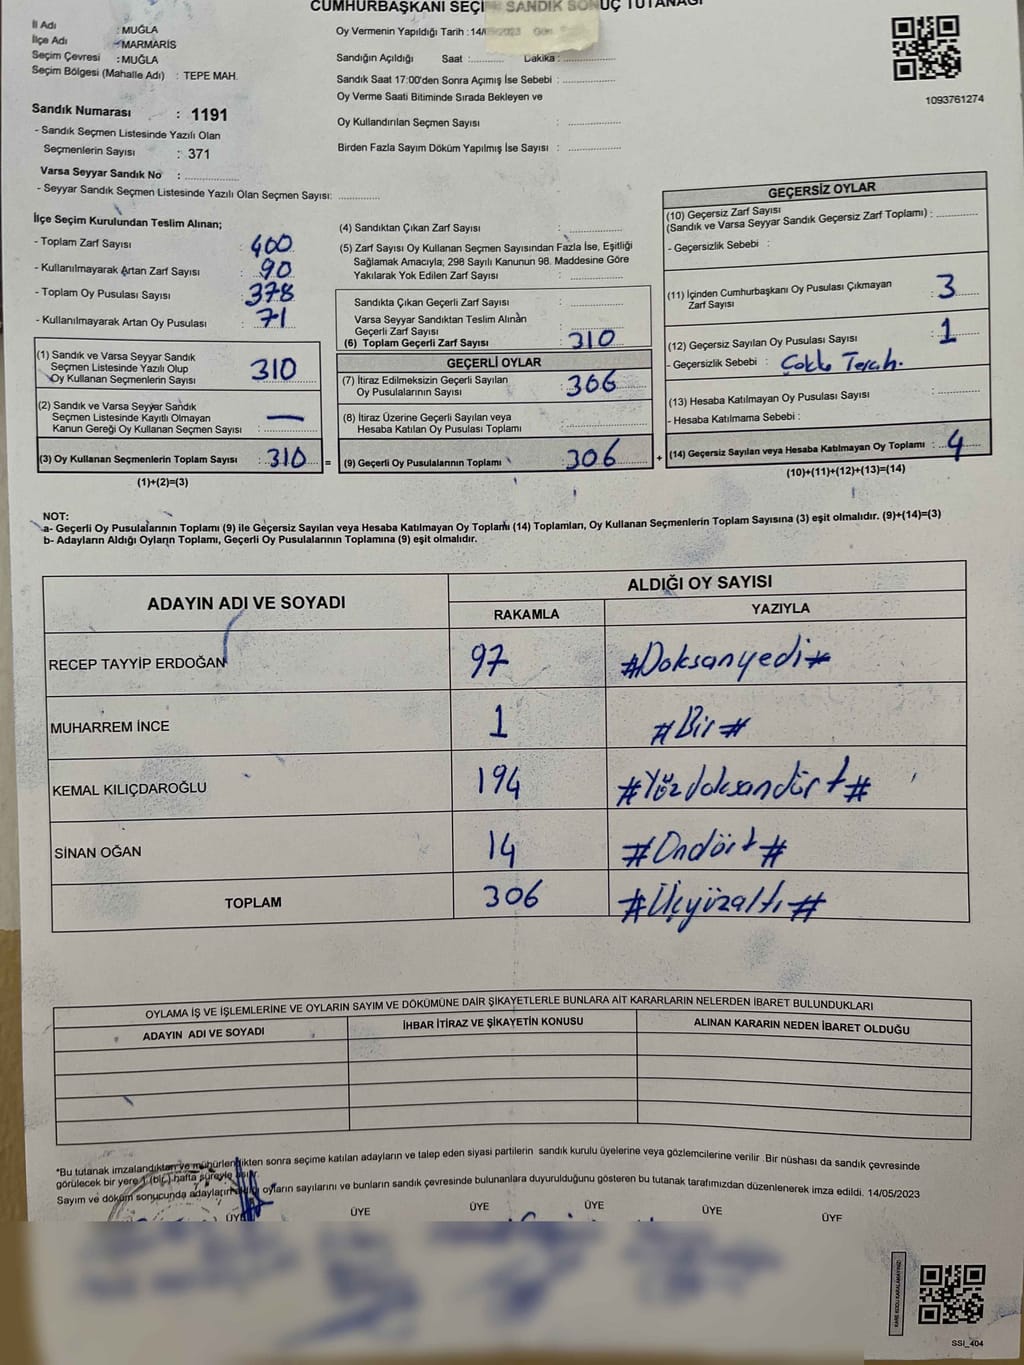 CUMHURBAŞKANI SEÇİ SANDIK SONUÇ TUTANAĞI
İl Adı : MUĞLA
İlçe Adı : MARMARİS
Seçim Çevresi : MUĞLA
Seçim Bölgesi (Mahalle Adı) : TEPE MAH.
Sandık Numarası : 1191
- Sandık Seçmen Listesinde Yazılı Olan
Seçmenlerin Sayısı : 371
Varsa Seyyar Sandık No :
- Seyyar Sandık Seçmen Listesinde Yazılı Olan Seçmen Sayısı:
Oy Vermenin Yapıldığı Tarih : 14/05/2023
Sandığın Açıldığı Saat : Dakika :
Sandık Saat 17:00'den Sonra Açımış İse Sebebi :
Oy Verme Saati Bitiminde Sırada Bekleyen ve
Oy Kullandırılan Seçmen Sayısı :
Birden Fazla Sayım Döküm Yapılmış İse Sayısı :
1093761274
İlçe Seçim Kurulundan Teslim Alınan;
- Toplam Zarf Sayısı : 400
- Kullanılmayarak Artan Zarf Sayısı : 90
- Toplam Oy Pusulası Sayısı : 378
- Kullanılmayarak Artan Oy Pusulası : 71
(1) Sandık ve Varsa Seyyar Sandık
Seçmen Listesinde Yazılı Olup
Oy Kullanan Seçmenlerin Sayısı : 310
(2) Sandık ve Varsa Seyyar Sandık
Seçmen Listesinde Kayıtlı Olmayan
Kanun Gereği Oy Kullanan Seçmen Sayısı : —
(3) Oy Kullanan Seçmenlerin Toplam Sayısı : 310 =
(1)+(2)=(3)
(4) Sandıktan Çıkan Zarf Sayısı :
(5) Zarf Sayısı Oy Kullanan Seçmen Sayısından Fazla İse, Eşitliği
Sağlamak Amacıyla; 298 Sayılı Kanunun 98. Maddesine Göre
Yakılarak Yok Edilen Zarf Sayısı :
Sandıkta Çıkan Geçerli Zarf Sayısı :
Varsa Seyyar Sandıktan Teslim Alınan
Geçerli Zarf Sayısı :
(6) Toplam Geçerli Zarf Sayısı : 310
GEÇERLİ OYLAR
(7) İtiraz Edilmeksizin Geçerli Sayılan
Oy Pusulalarının Sayısı : 306
(8) İtiraz Üzerine Geçerli Sayılan veya
Hesaba Katılan Oy Pusulası Toplamı :
(9) Geçerli Oy Pusulalarının Toplamı : 306 +
GEÇERSİZ OYLAR
(10) Geçersiz Zarf Sayısı
(Sandık ve Varsa Seyyar Sandık Geçersiz Zarf Toplamı) :
- Geçersizlik Sebebi :
(11) İçinden Cumhurbaşkanı Oy Pusulası Çıkmayan
Zarf Sayısı : 3
(12) Geçersiz Sayılan Oy Pusulası Sayısı : 1
- Geçersizlik Sebebi : Çoklu Tercih.
(13) Hesaba Katılmayan Oy Pusulası Sayısı :
- Hesaba Katılmama Sebebi :
(14) Geçersiz Sayılan veya Hesaba Katılmayan Oy Toplamı : 4
(10)+(11)+(12)+(13)=(14)
NOT:
a- Geçerli Oy Pusulalarının Toplamı (9) ile Geçersiz Sayılan veya Hesaba Katılmayan Oy Toplamı (14) Toplamları, Oy Kullanan Seçmenlerin Toplam Sayısına (3) eşit olmalıdır. (9)+(14)=(3)
b- Adayların Aldığı Oyların Toplamı, Geçerli Oy Pusulalarının Toplamına (9) eşit olmalıdır.
ADAYIN ADI VE SOYADI ALDIĞI OY SAYISI
RAKAMLA YAZIYLA
RECEP TAYYİP ERDOĞAN 97 #Doksanyedi#
MUHARREM İNCE 1 #Bir#
KEMAL KILIÇDAROĞLU 194 #Yüzdoksandört#
SİNAN OĞAN 14 #Ondört#
TOPLAM 306 #Üçyüzaltı#
OYLAMA İŞ VE İŞLEMLERİNE VE OYLARIN SAYIM VE DÖKÜMÜNE DAİR ŞİKAYETLERLE BUNLARA AİT KARARLARIN NELERDEN İBARET BULUNDUKLARI
ADAYIN ADI VE SOYADI İHBAR İTİRAZ VE ŞİKAYETİN KONUSU ALINAN KARARIN NEDEN İBARET OLDUĞU
*Bu tutanak imzalandıktan ve mühürlendikten sonra seçime katılan adayların ve talep eden siyasi partilerin sandık kurulu üyelerine veya gözlemcilerine verilir .Bir nüshası da sandık çevresinde
görülecek bir yere 1 (bir) hafta süreyle asılır.
Sayım ve döküm sonucunda adayların aldığı oyların sayılarını ve bunların sandık çevresinde bulunanlara duyurulduğunu gösteren bu tutanak tarafımızdan düzenlenerek imza edildi. 14/05/2023
ÜYE ÜYE ÜYE ÜYE ÜYE ÜYE
KARE KODU KARALAMAYINIZ!
SSI_404